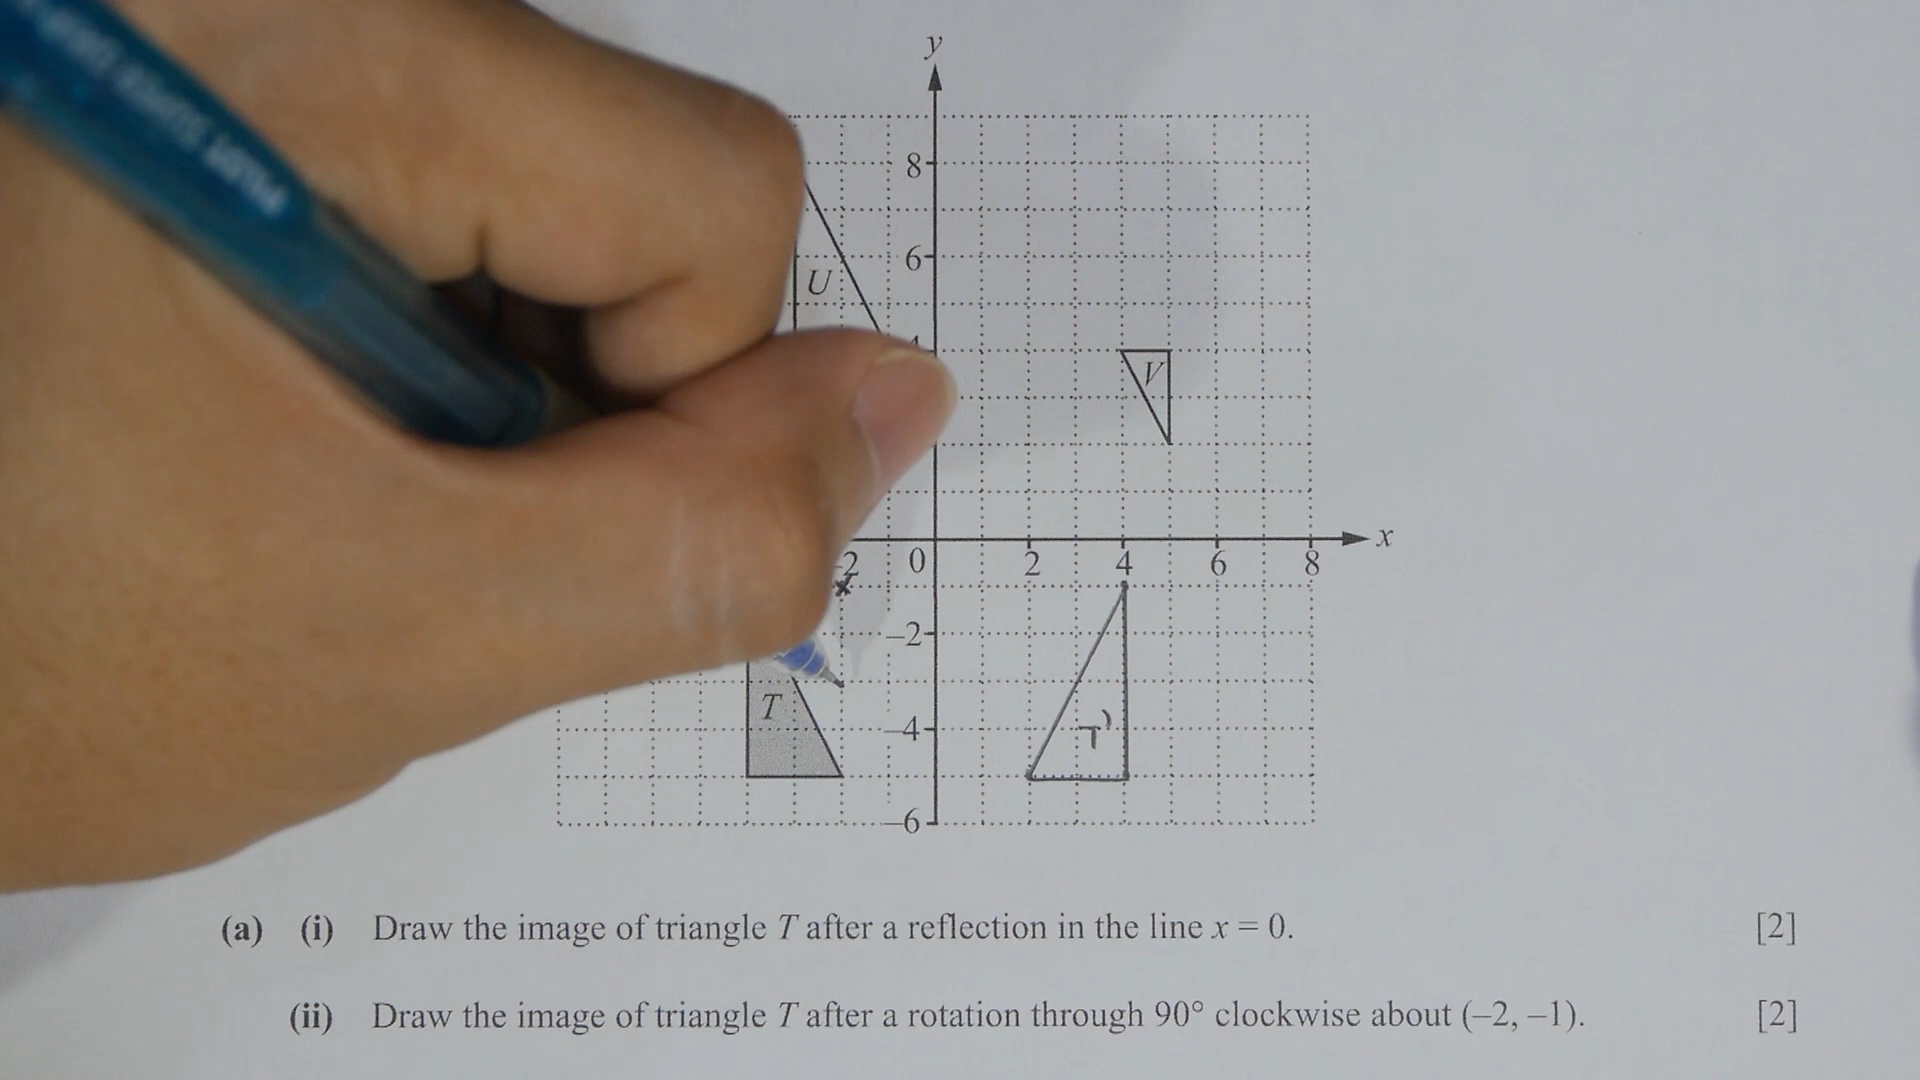 y
8
6
U
V
x
-2 0 2 4 6 8
-2
T
-4
T'
-6
(a) (i) Draw the image of triangle T after a reflection in the line x = 0. [2]
(ii) Draw the image of triangle T after a rotation through 90° clockwise about (–2, –1). [2]